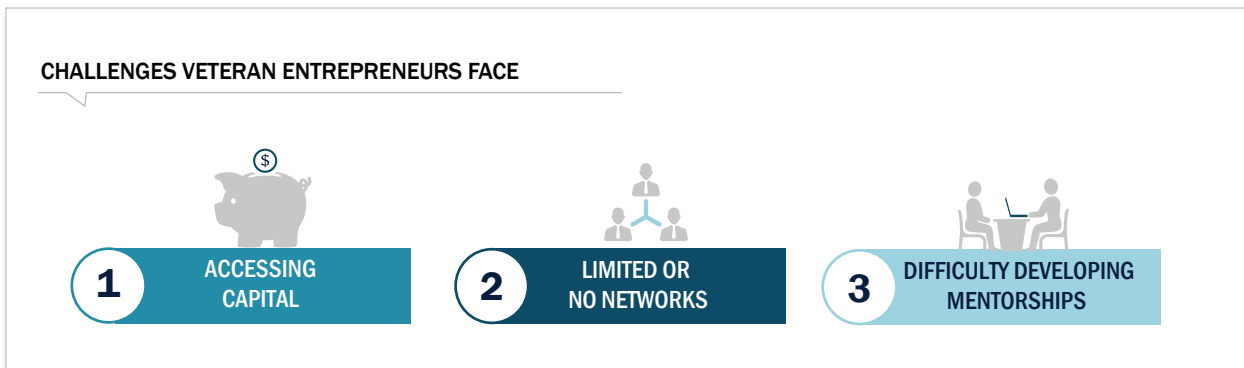 CHALLENGES VETERAN ENTREPRENEURS FACE
$
1
ACCESSING
CAPITAL
2
LIMITED OR
NO NETWORKS
3
DIFFICULTY DEVELOPING
MENTORSHIPS